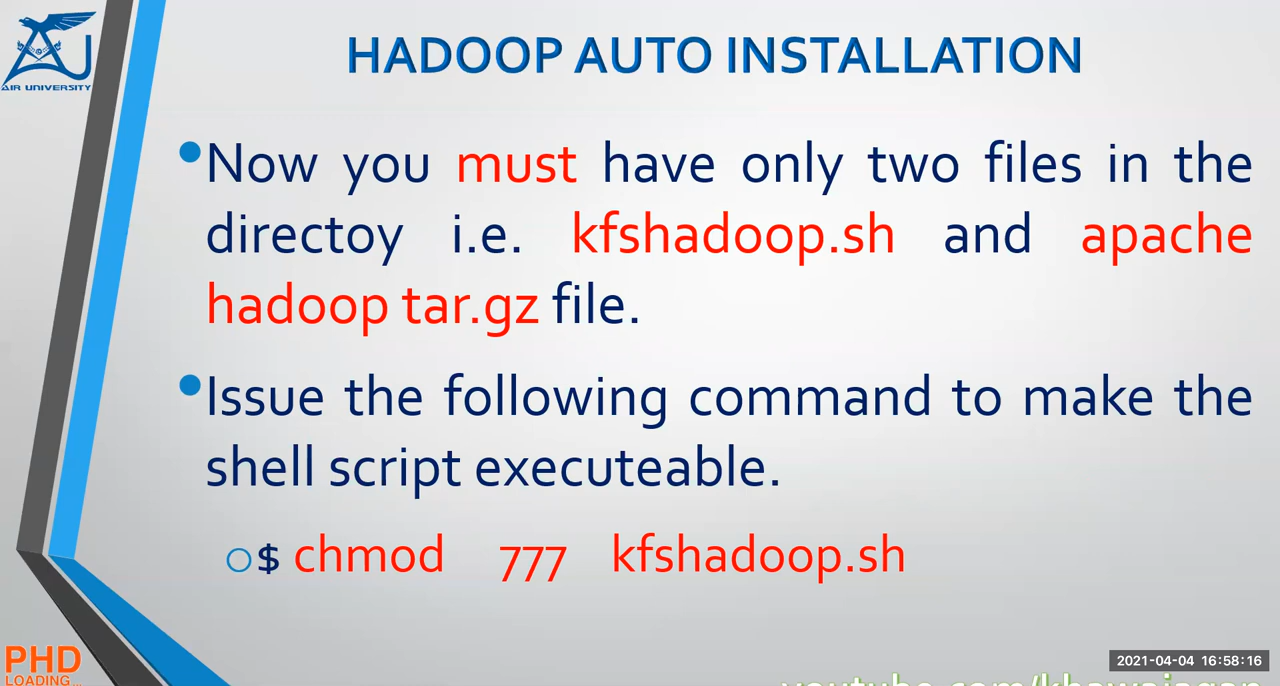 AIR UNIVERSITY
HADOOP AUTO INSTALLATION
Now you must have only two files in the
directoy i.e. kfshadoop.sh and apache
hadoop tar.gz file.
Issue the following command to make the
shell script executeable.
$ chmod 777 kfshadoop.sh
PHD
LOADING...
2021-04-04 16:58:16